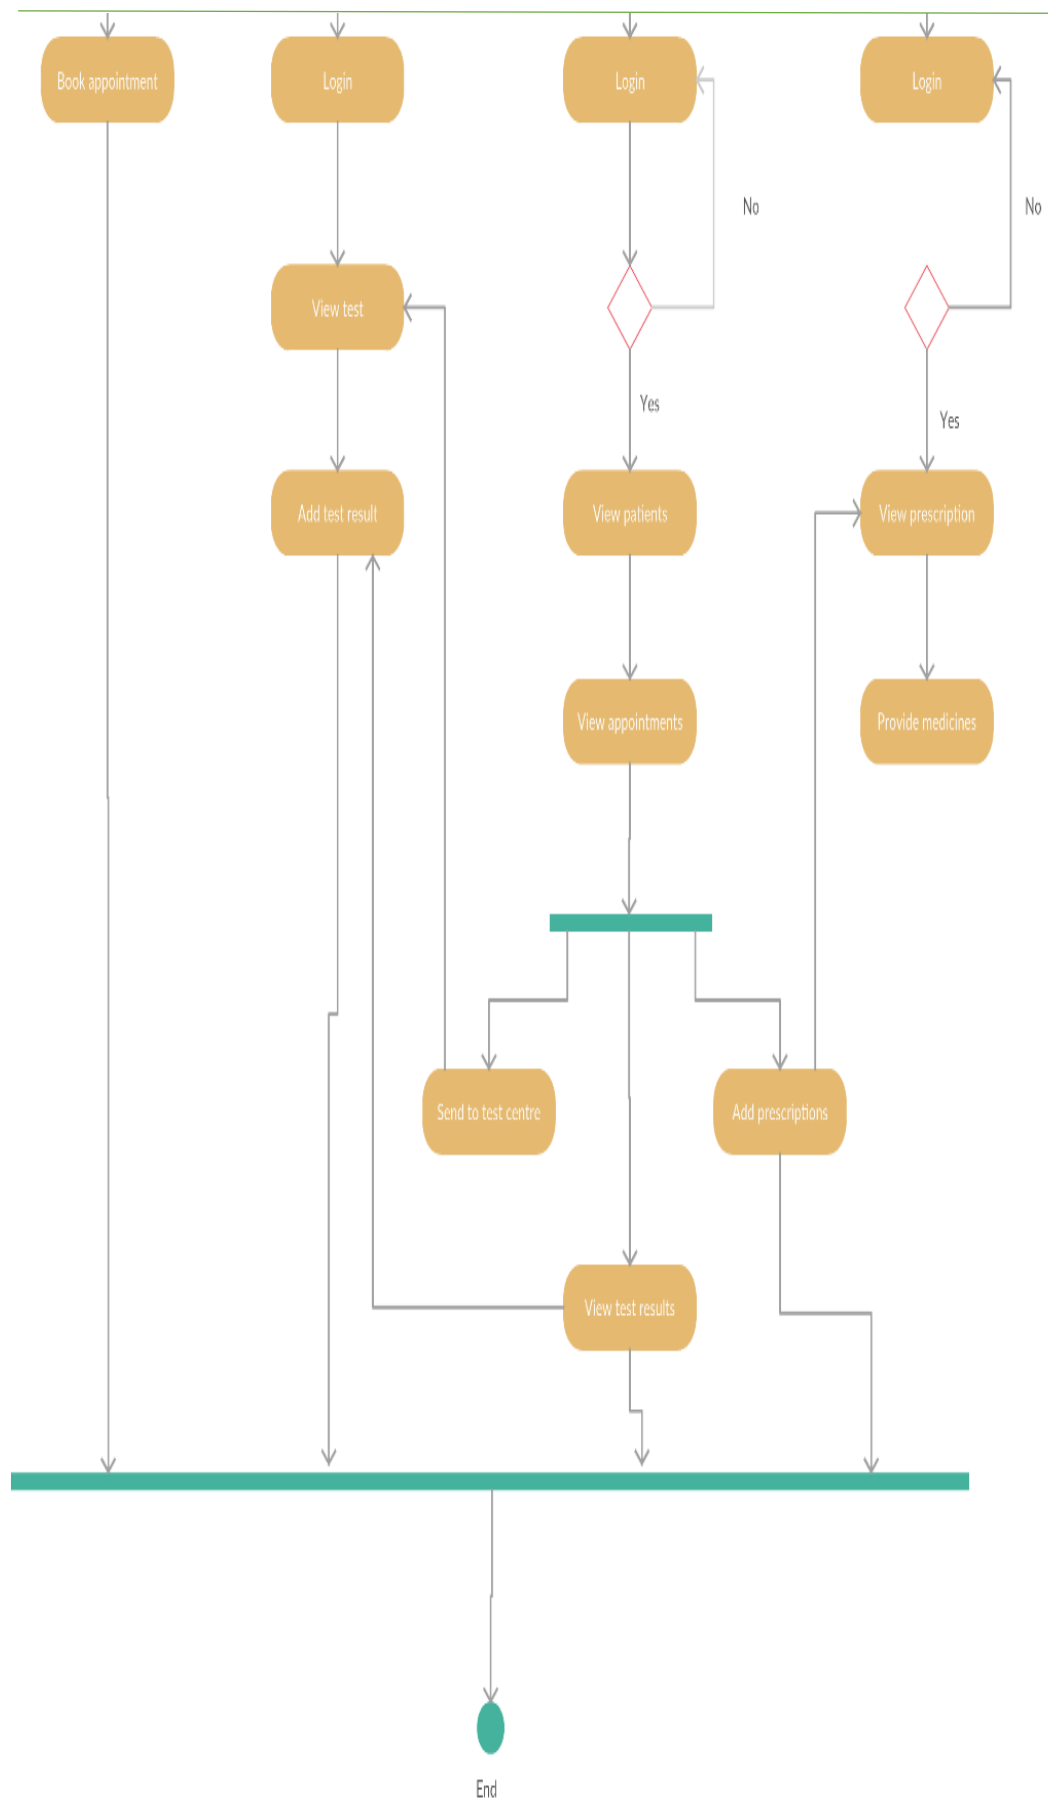 Book appointment
Login
Login
Login
No
No
View test
Yes
Yes
Add test result
View patients
View prescription
View appointments
Provide medicines
Send to test centre
Add prescriptions
View test results
End